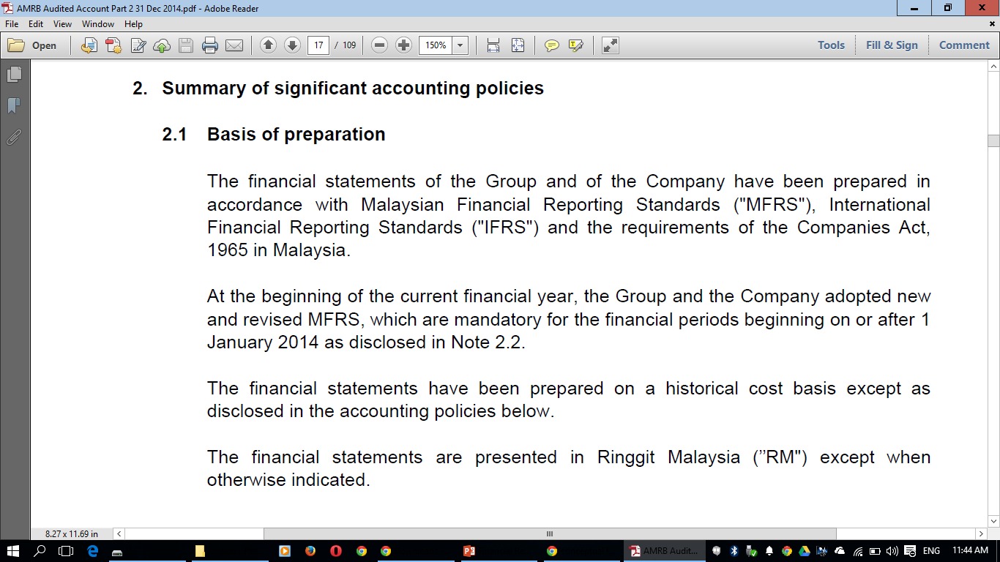 AMRB Audited Account Part 2 31 Dec 2014.pdf - Adobe Reader
File Edit View Window Help
Open 17 / 109 150% Tools Fill & Sign Comment
2. Summary of significant accounting policies
2.1 Basis of preparation
The financial statements of the Group and of the Company have been prepared in
accordance with Malaysian Financial Reporting Standards ("MFRS"), International
Financial Reporting Standards ("IFRS") and the requirements of the Companies Act,
1965 in Malaysia.
At the beginning of the current financial year, the Group and the Company adopted new
and revised MFRS, which are mandatory for the financial periods beginning on or after 1
January 2014 as disclosed in Note 2.2.
The financial statements have been prepared on a historical cost basis except as
disclosed in the accounting policies below.
The financial statements are presented in Ringgit Malaysia (”RM") except when
otherwise indicated.
8.27 x 11.69 in
AMRB Audit... ENG 11:44 AM